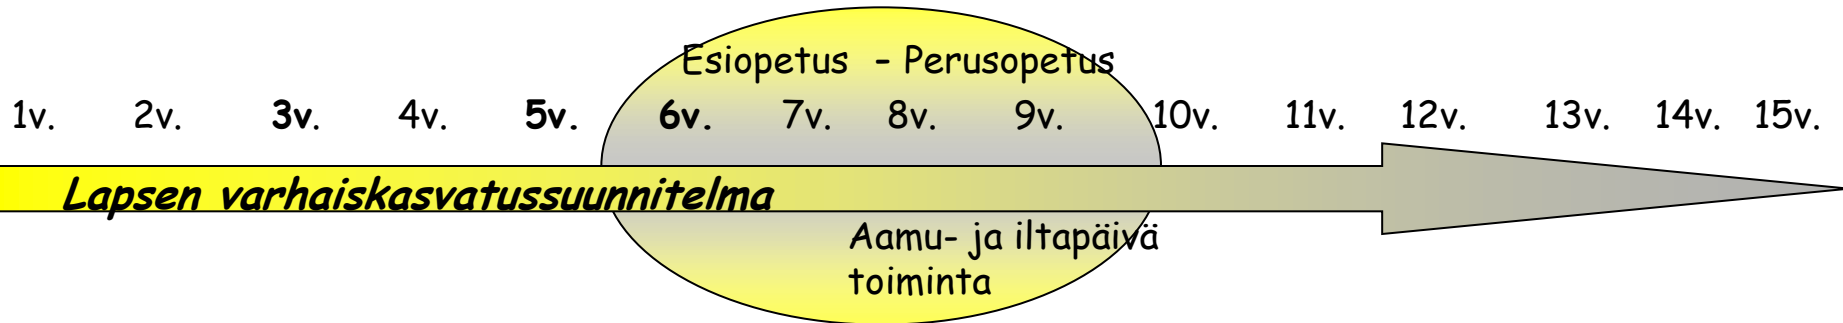 Esiopetus - Perusopetus
1v. 2v. 3v. 4v. 5v. 6v. 7v. 8v. 9v. 10v. 11v. 12v. 13v. 14v. 15v.
Lapsen varhaiskasvatussuunnitelma
Aamu- ja iltapäivä
toiminta